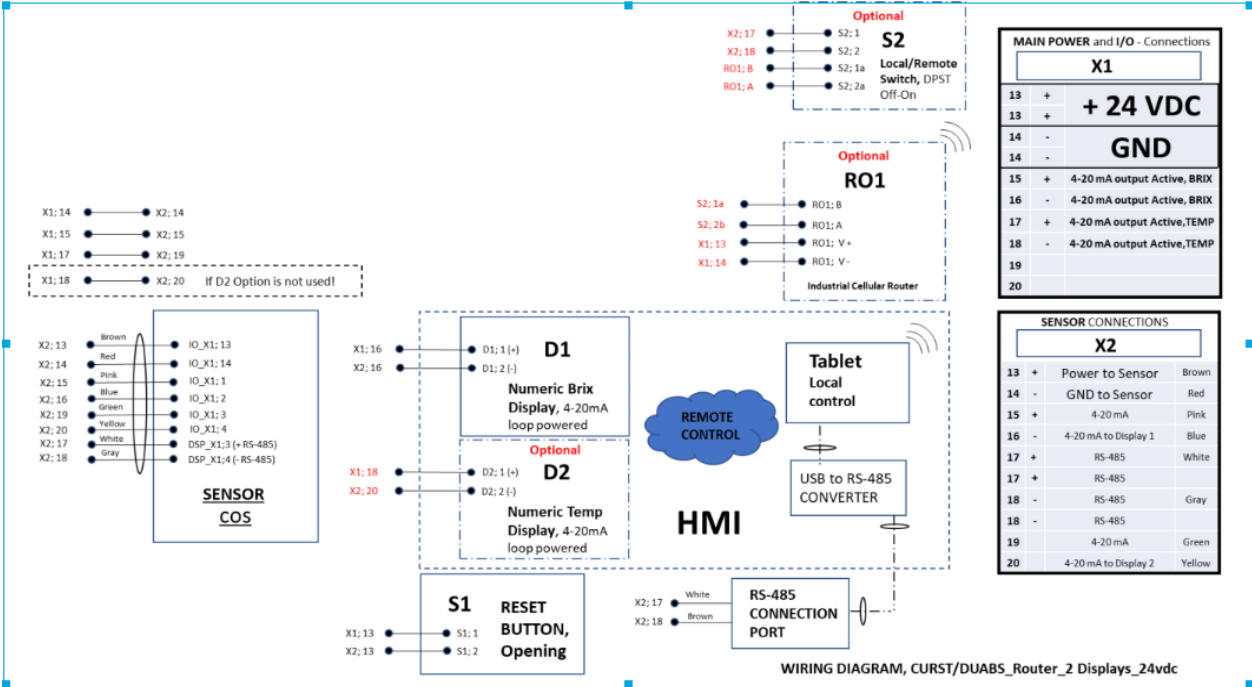 Optional
S2
Local/Remote
Switch, DPST
Off-On
X2; 17 S2; 1
X2; 18 S2; 2
RO1; B S2; 1a
RO1; A S2; 2a
Optional
RO1
S2; 1a RO1; B
S2; 2b RO1; A
X1; 13 RO1; V +
X1; 14 RO1; V -
Industrial Cellular Router
MAIN POWER and I/O - Connections
X1
13 + + 24 VDC
13 +
14 - GND
14 -
15 + 4-20 mA output Active, BRIX
16 - 4-20 mA output Active, BRIX
17 + 4-20 mA output Active,TEMP
18 - 4-20 mA output Active,TEMP
19
20
X1; 14 X2; 14
X1; 15 X2; 15
X1; 17 X2; 19
X1; 18 X2; 20 If D2 Option is not used!
X2; 13 Brown IO_X1; 13
X2; 14 Red IO_X1; 14
X2; 15 Pink IO_X1; 1
X2; 16 Blue IO_X1; 2
X2; 19 Green IO_X1; 3
X2; 20 Yellow IO_X1; 4
X2; 17 White DSP_X1;3 (+ RS-485)
X2; 18 Gray DSP_X1;4 (- RS-485)
SENSOR
COS
X1; 16 D1; 1 (+)
X2; 16 D1; 2 (-)
D1
Numeric Brix
Display, 4-20mA
loop powered
Optional
D2
X1; 18 D2; 1 (+)
X2; 20 D2; 2 (-)
Numeric Temp
Display, 4-20mA
loop powered
REMOTE
CONTROL
Tablet
Local
control
USB to RS-485
CONVERTER
HMI
S1
RESET
BUTTON,
Opening
X1; 13 S1; 1
X2; 13 S1; 2
X2; 17 White
X2; 18 Brown
RS-485
CONNECTION
PORT
SENSOR CONNECTIONS
X2
13 + Power to Sensor Brown
14 - GND to Sensor Red
15 + 4-20 mA Pink
16 - 4-20 mA to Display 1 Blue
17 + RS-485 White
17 + RS-485
18 - RS-485 Gray
18 - RS-485
19 4-20 mA Green
20 4-20 mA to Display 2 Yellow
WIRING DIAGRAM, CURST/DUABS_Router_2 Displays_24vdc